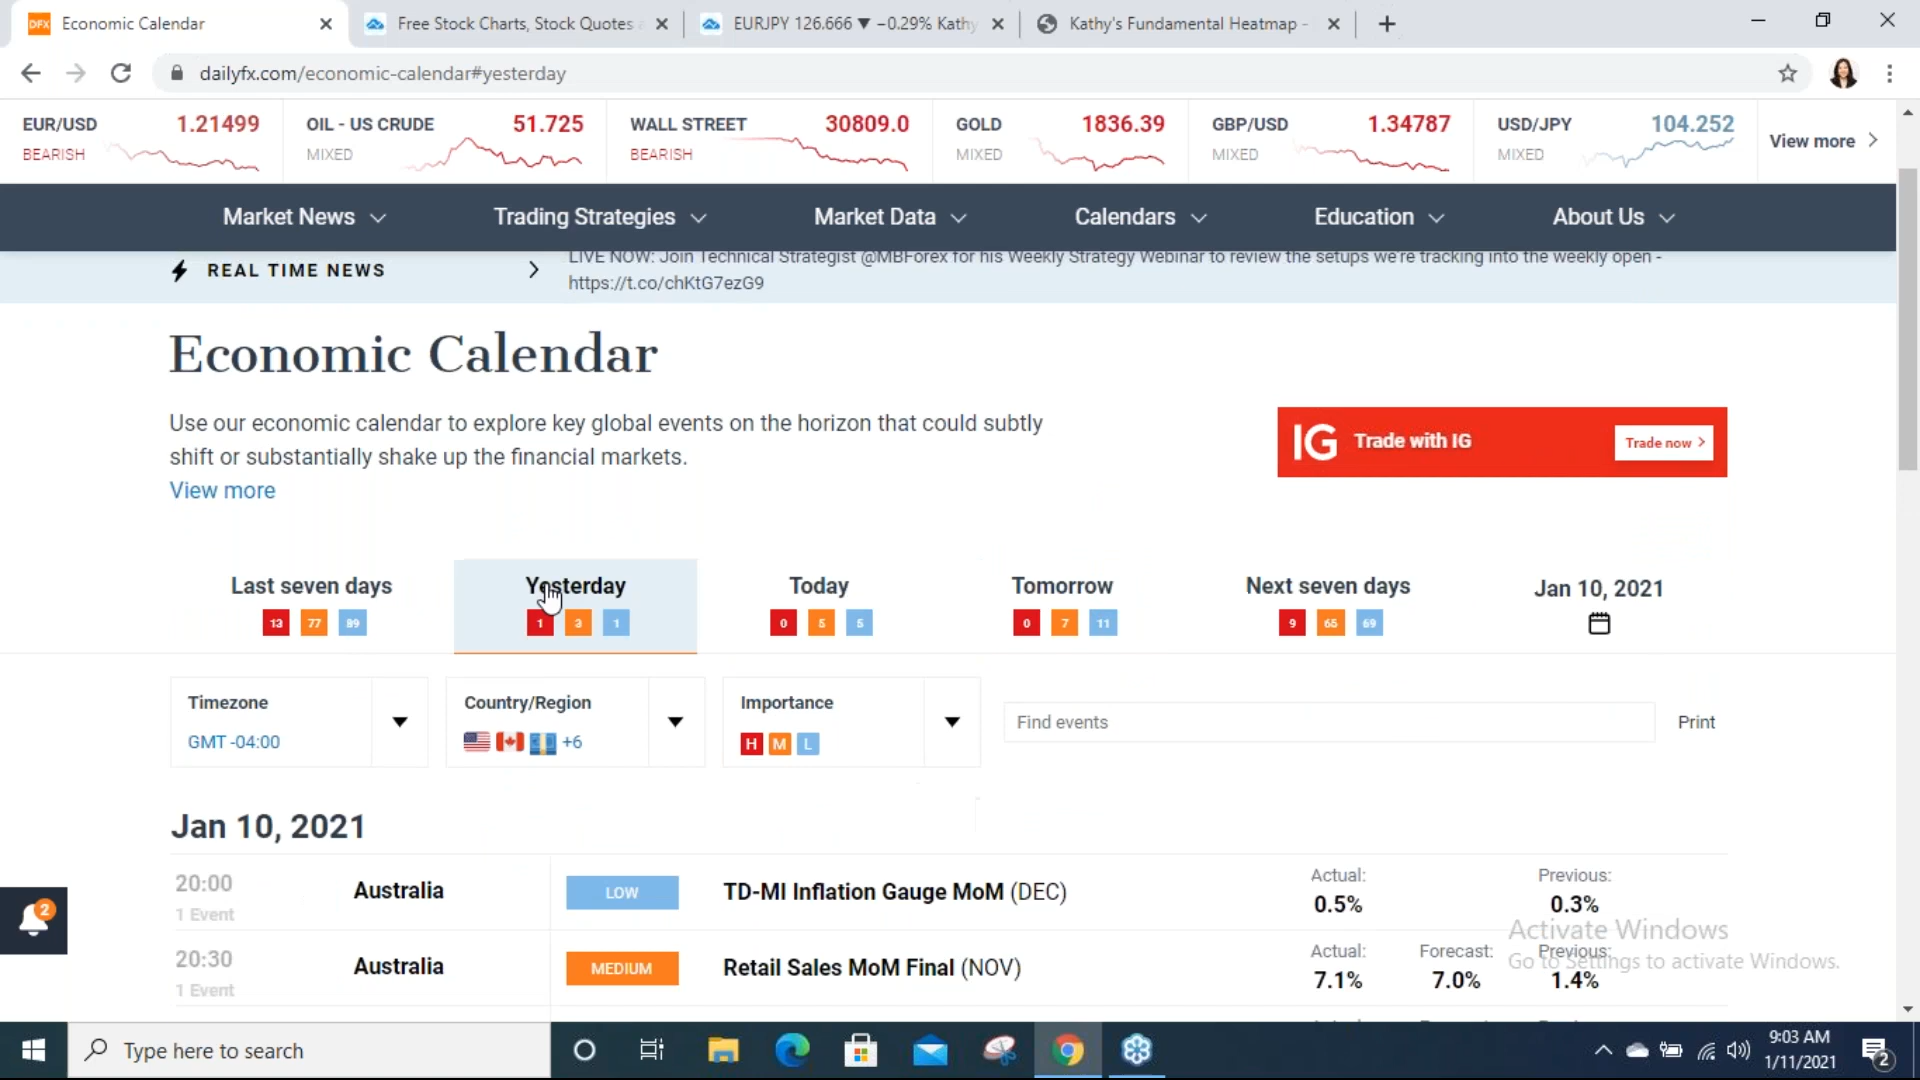 DFX Economic Calendar
Free Stock Charts, Stock Quotes
EURJPY 126.666 ▼ −0.29% Kathy
Kathy's Fundamental Heatmap -
dailyfx.com/economic-calendar#yesterday
EUR/USD 1.21499
BEARISH
OIL - US CRUDE 51.725
MIXED
WALL STREET 30809.0
BEARISH
GOLD 1836.39
MIXED
GBP/USD 1.34787
MIXED
USD/JPY 104.252
MIXED
View more
Market News Trading Strategies Market Data Calendars Education About Us
REAL TIME NEWS
LIVE NOW: Join Technical Strategist @MBForex for his Weekly Strategy Webinar to review the setups we're tracking into the weekly open -
https://t.co/chKtG7ezG9
Economic Calendar
Use our economic calendar to explore key global events on the horizon that could subtly
shift or substantially shake up the financial markets.
View more
IG Trade with IG Trade now >
Last seven days
13 77 89
Yesterday
1 3 1
Today
0 5 5
Tomorrow
0 7 11
Next seven days
9 65 69
Jan 10, 2021
Timezone
GMT -04:00
Country/Region
+6
Importance
H M L
Find events
Print
Jan 10, 2021
20:00
1 Event
Australia
LOW
TD-MI Inflation Gauge MoM (DEC)
Actual:
0.5%
Previous:
0.3%
20:30
1 Event
Australia
MEDIUM
Retail Sales MoM Final (NOV)
Actual:
7.1%
Forecast:
7.0%
Previous:
1.4%
Activate Windows
Go to Settings to activate Windows.
2
Type here to search
9:03 AM
1/11/2021
2